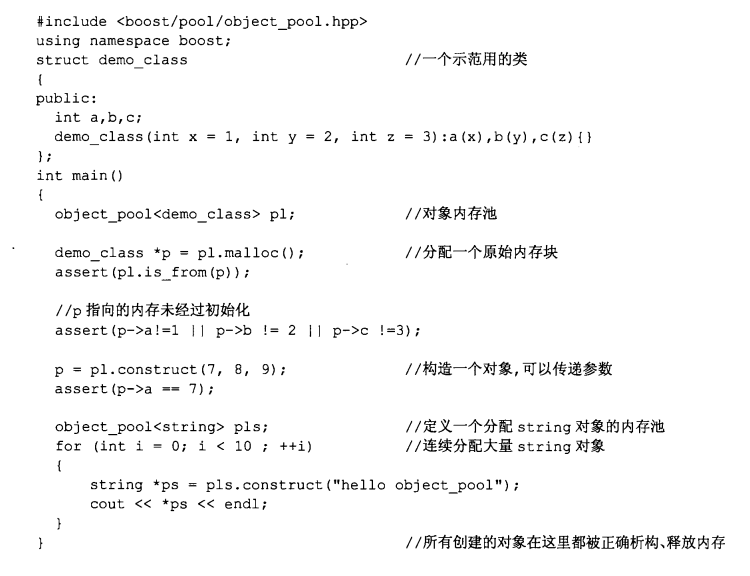 #include <boost/pool/object_pool.hpp>
using namespace boost;
struct demo_class //一个示范用的类
{
public:
int a,b,c;
demo_class(int x = 1, int y = 2, int z = 3):a(x),b(y),c(z){}
};
int main()
{
object_pool<demo_class> pl; //对象内存池
demo_class *p = pl.malloc(); //分配一个原始内存块
assert(pl.is_from(p));
//p 指向的内存未经过初始化
assert(p->a!=1 || p->b != 2 || p->c !=3);
p = pl.construct(7, 8, 9); //构造一个对象,可以传递参数
assert(p->a == 7);
object_pool<string> pls; //定义一个分配 string 对象的内存池
for (int i = 0; i < 10 ; ++i) //连续分配大量 string 对象
{
string *ps = pls.construct("hello object_pool");
cout << *ps << endl;
}
} //所有创建的对象在这里都被正确析构、释放内存